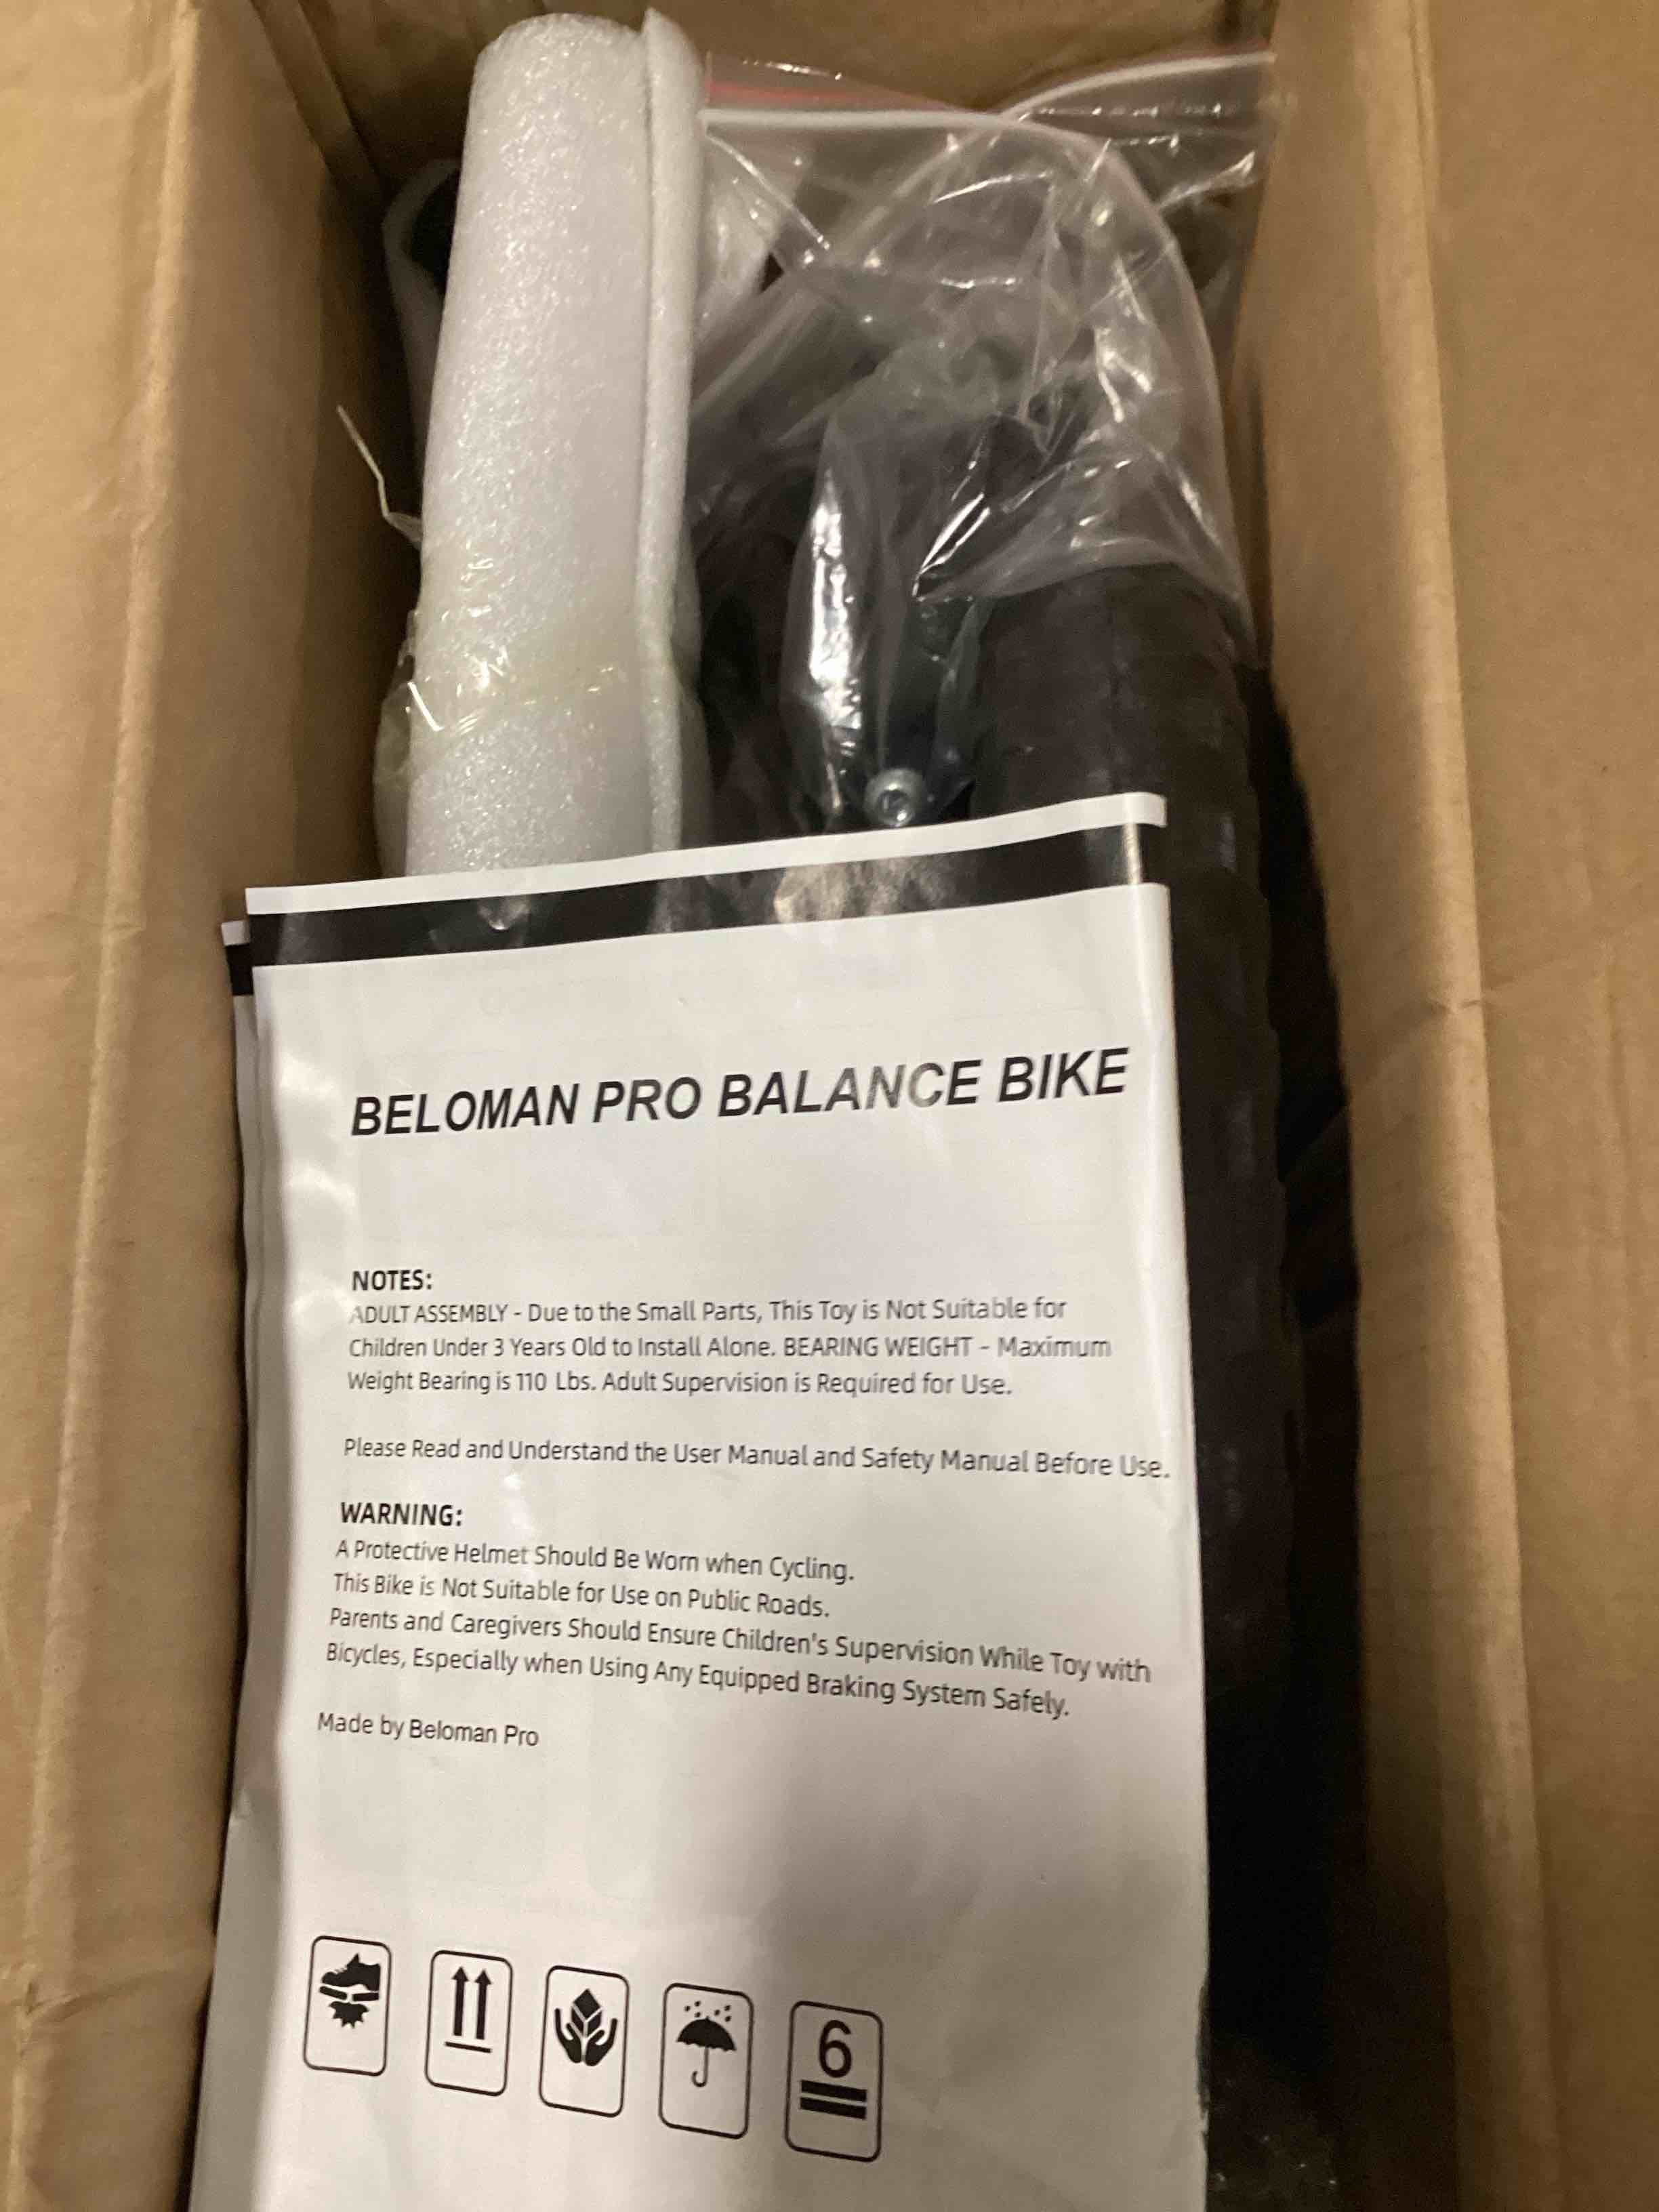 BELOMAN PRO BALANCE BIKE
NOTES:
ADULT ASSEMBLY - Due to the Small Parts, This Toy is Not Suitable for
Children Under 3 Years Old to Install Alone. BEARING WEIGHT - Maximum
Weight Bearing is 110 Lbs. Adult Supervision is Required for Use.
Please Read and Understand the User Manual and Safety Manual Before Use.
WARNING:
A Protective Helmet Should Be Worn when Cycling.
This Bike is Not Suitable for Use on Public Roads.
Parents and Caregivers Should Ensure Children's Supervision While Toy with
Bicycles, Especially when Using Any Equipped Braking System Safely.
Made by Beloman Pro
6